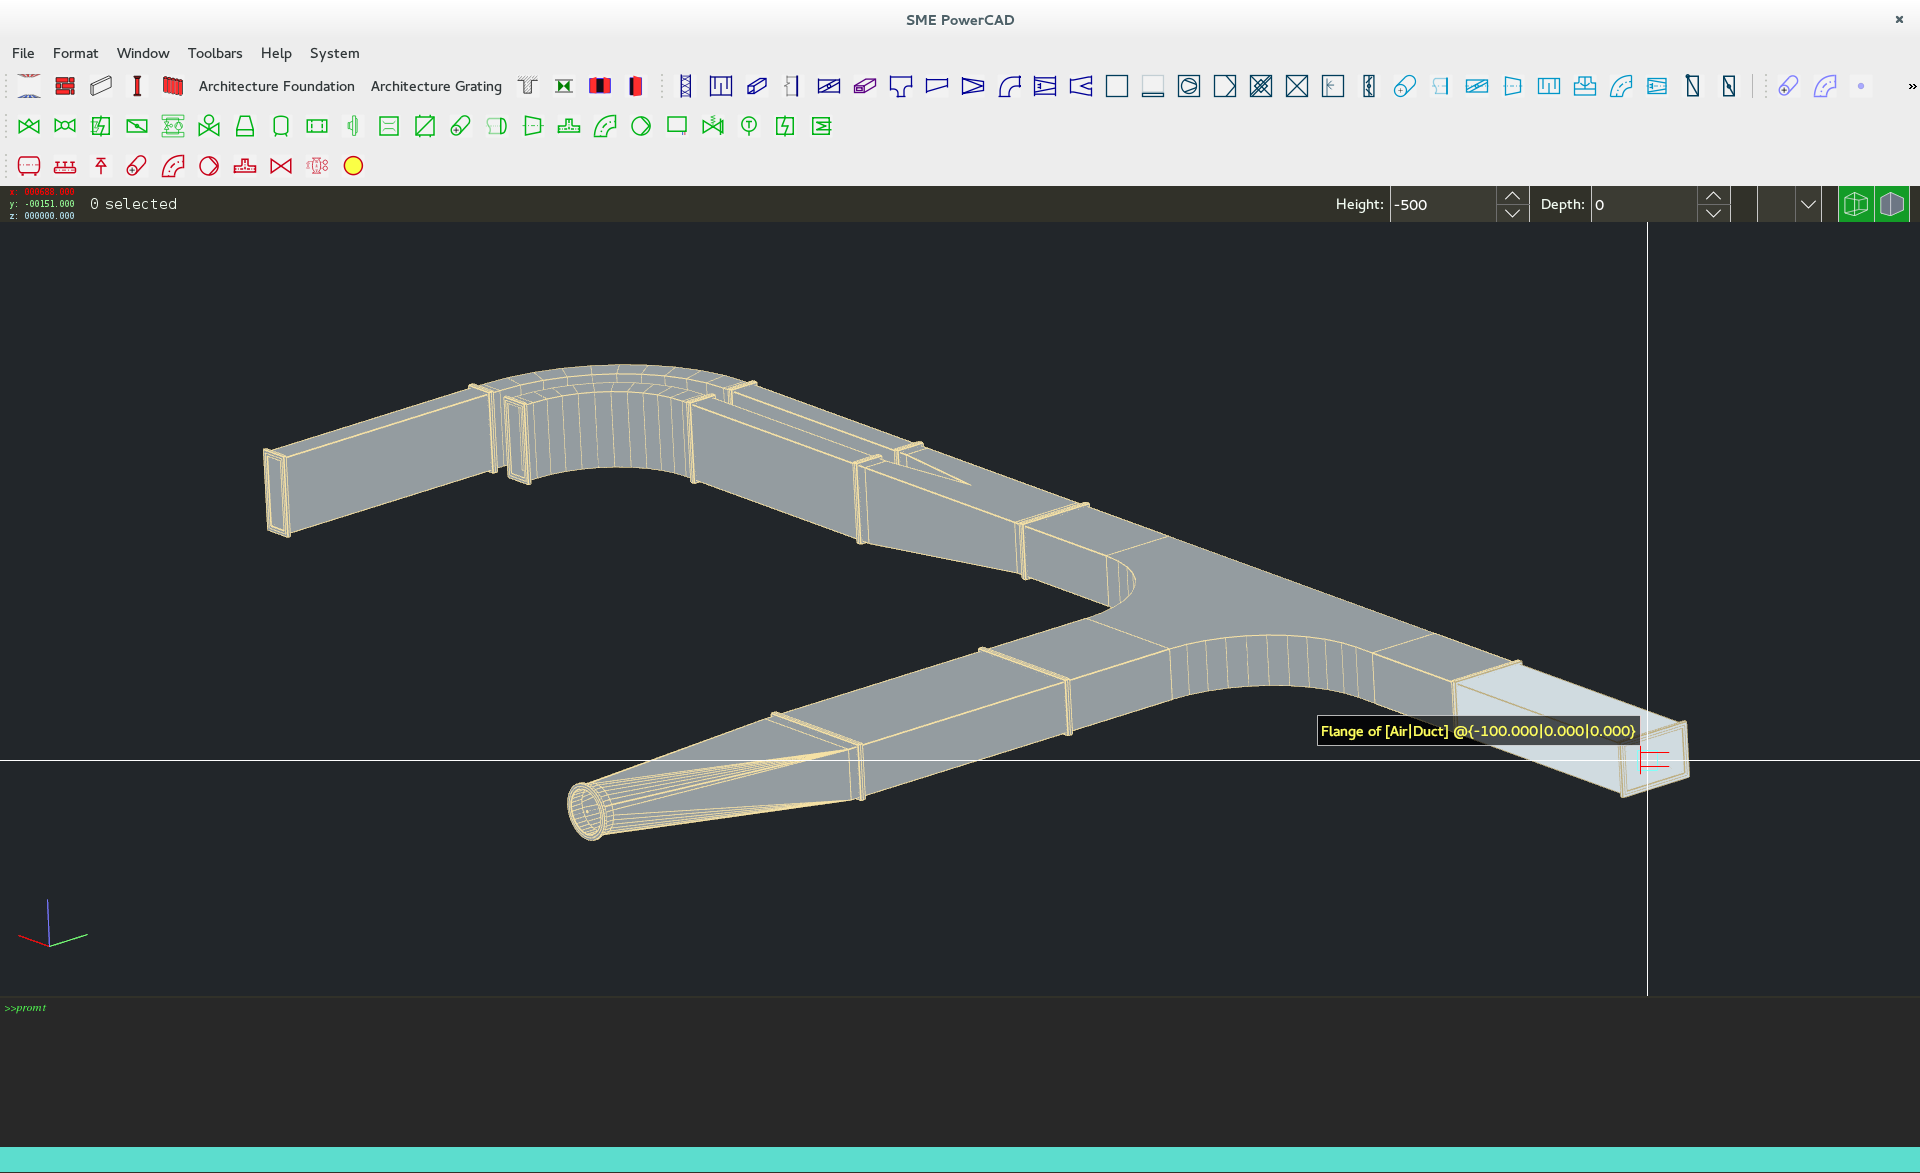 SME PowerCAD
File Format Window Toolbars Help System
Architecture Foundation Architecture Grating
x: 000600.000
y: -00151.000
z: 000000.000
0 selected
Height: -500
Depth: 0
Flange of [Air|Duct] @{-100.000|0.000|0.000}
>>promt